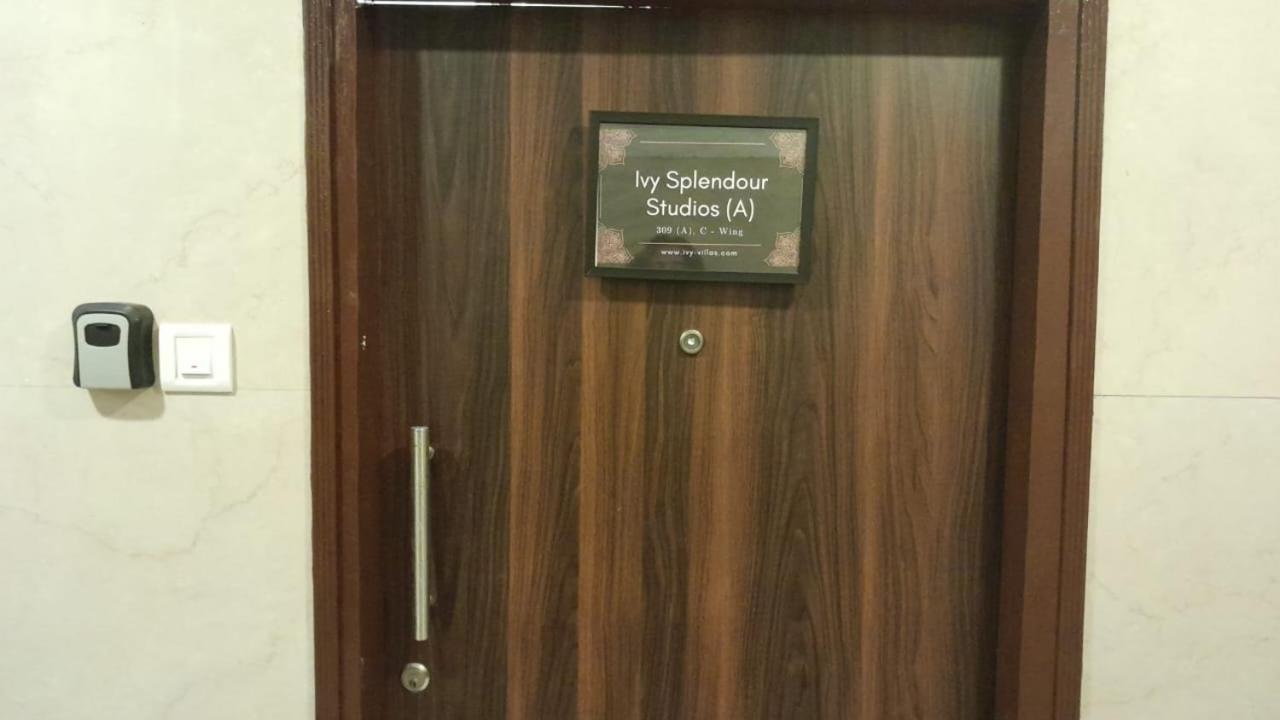 Ivy Splendour
Studios (A)
309 (A), C - Wing
www.ivy-villas.com